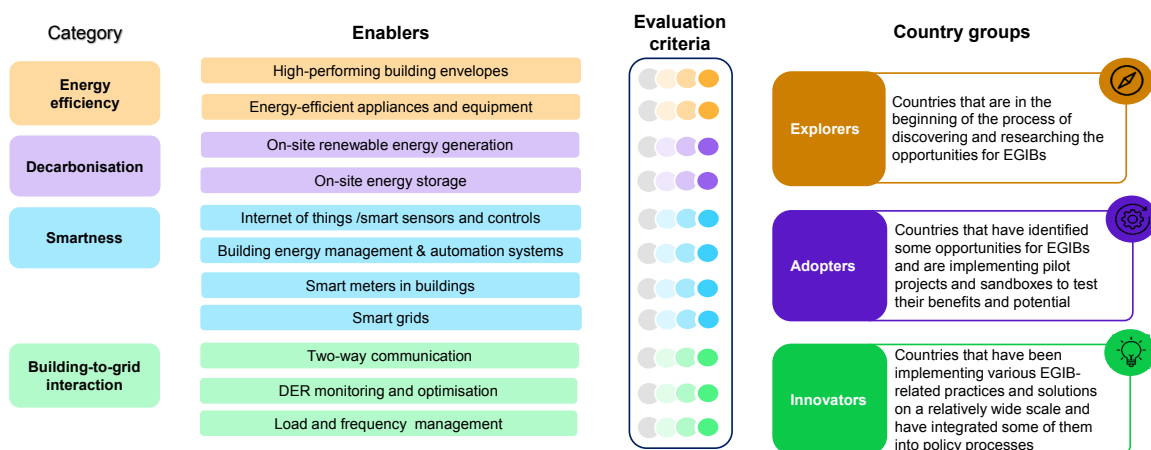 Category
Enablers
Evaluation
criteria
Country groups
Energy
efficiency
High-performing building envelopes
Energy-efficient appliances and equipment
Decarbonisation
On-site renewable energy generation
On-site energy storage
Smartness
Internet of things /smart sensors and controls
Building energy management & automation systems
Smart meters in buildings
Smart grids
Building-to-grid
interaction
Two-way communication
DER monitoring and optimisation
Load and frequency management
Explorers
Countries that are in the
beginning of the process of
discovering and researching the
opportunities for EGIBs
Adopters
Countries that have identified
some opportunities for EGIBs
and are implementing pilot
projects and sandboxes to test
their benefits and potential
Innovators
Countries that have been
implementing various EGIB-
related practices and solutions
on a relatively wide scale and
have integrated some of them
into policy processes